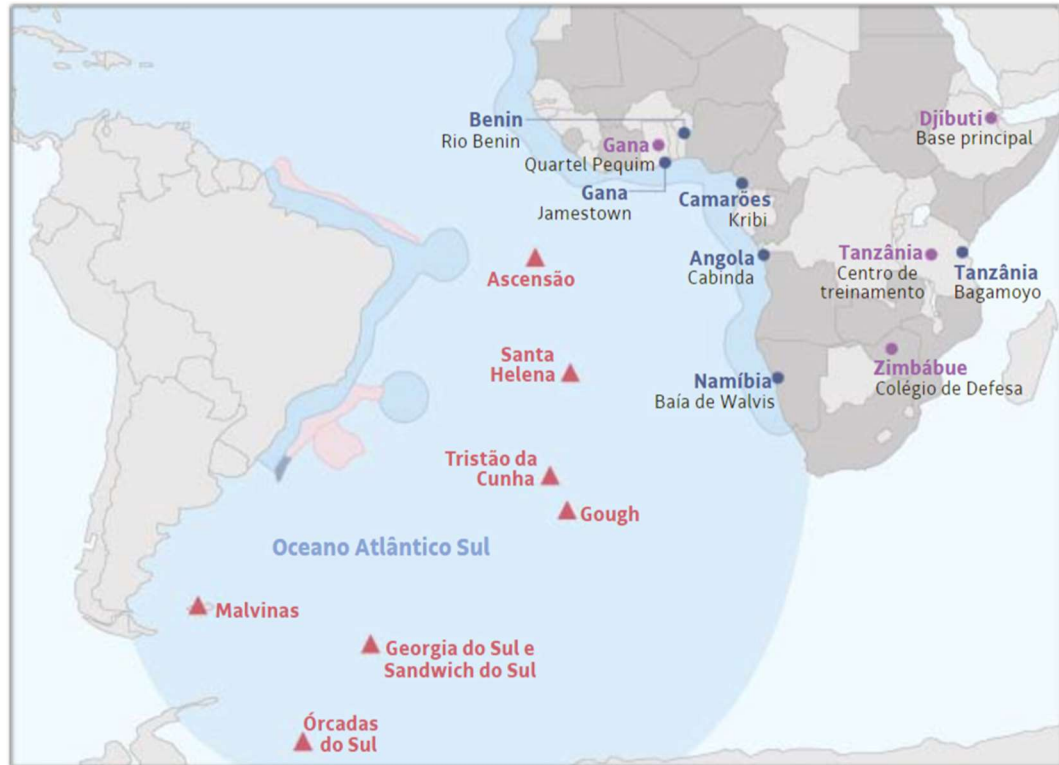 Benin
Rio Benin
Gana
Quartel Pequim
Gana
Jamestown
Camarões
Kribi
Djibuti
Base principal
Ascensão
Angola
Cabinda
Tanzânia
Centro de
treinamento
Tanzânia
Bagamoyo
Santa
Helena
Namíbia
Baía de Walvis
Zimbábue
Colégio de Defesa
Tristão da
Cunha
Gough
Oceano Atlântico Sul
Malvinas
Georgia do Sul e
Sandwich do Sul
Órcadas
do Sul